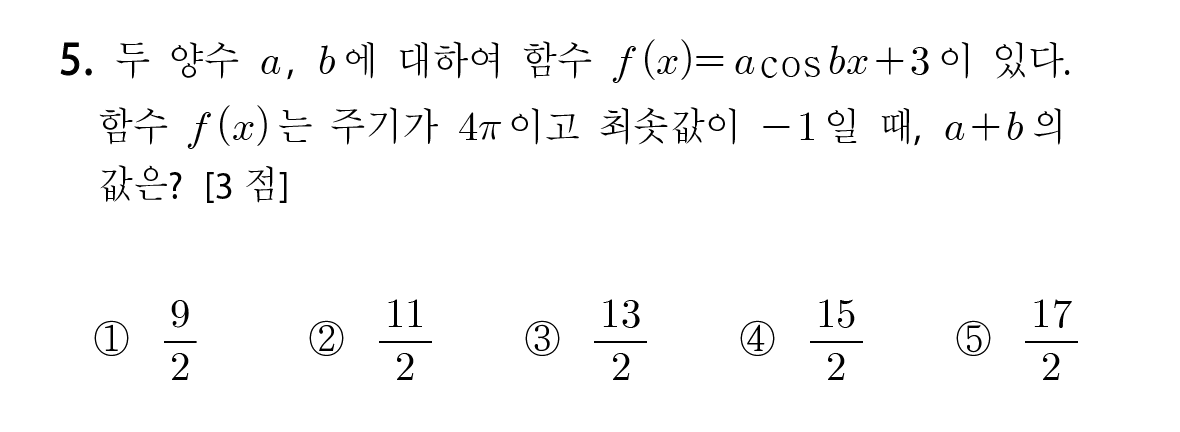 5. 두 양수 a, b에 대하여 함수 f(x)=acosbx+3이 있다.
함수 f(x)는 주기가 4π이고 최솟값이 −1일 때, a+b의
값은? [3 점]
① 9/2 ② 11/2 ③ 13/2 ④ 15/2 ⑤ 17/2